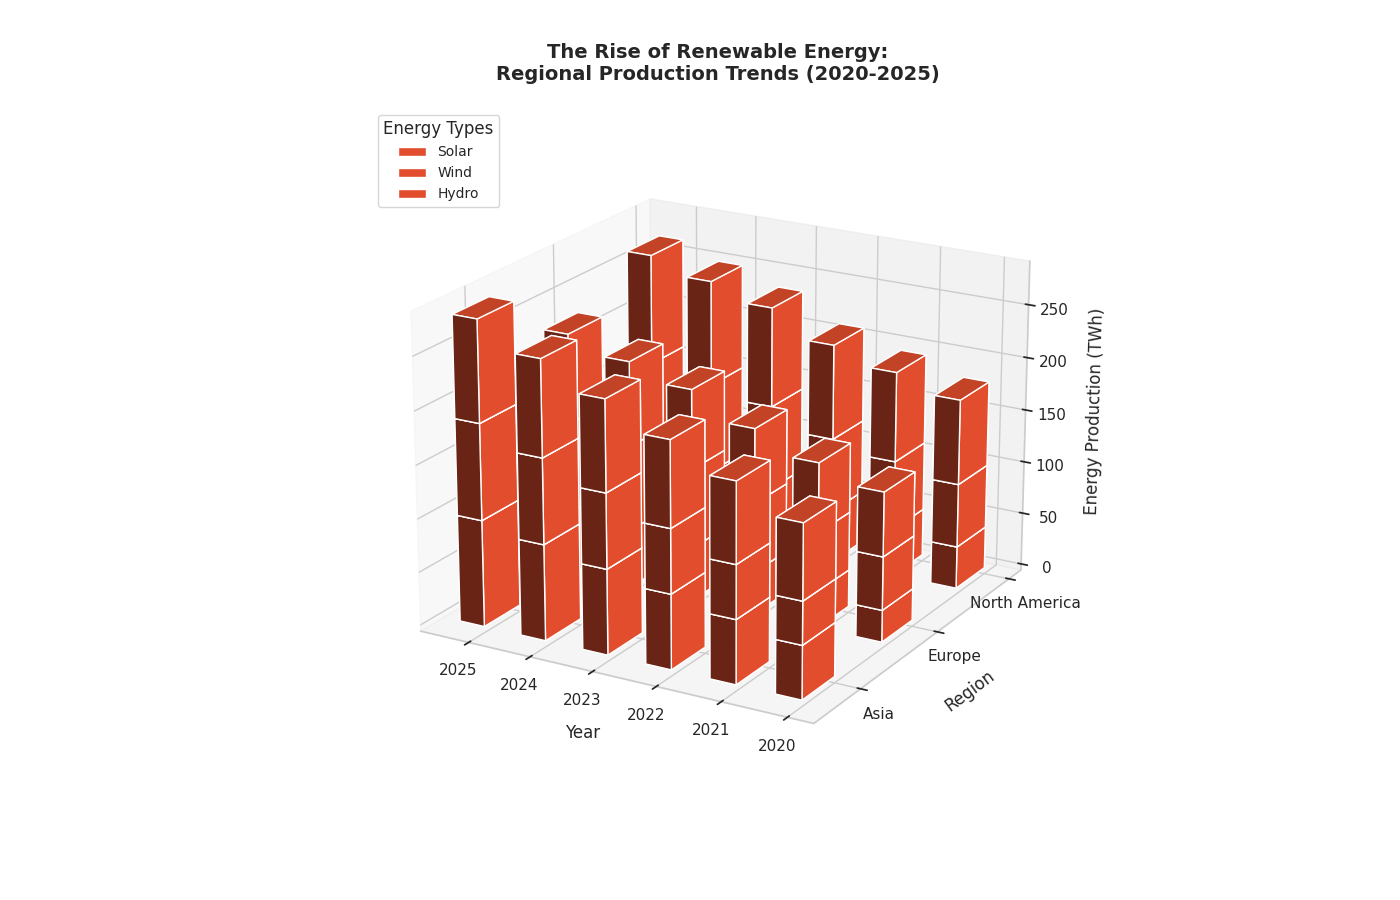 The Rise of Renewable Energy:
Regional Production Trends (2020-2025)
Energy Types
Solar
Wind
Hydro
250
200
150
100
50
0
Energy Production (TWh)
North America
Europe
Asia
Region
2025
2024
2023
2022
2021
2020
Year